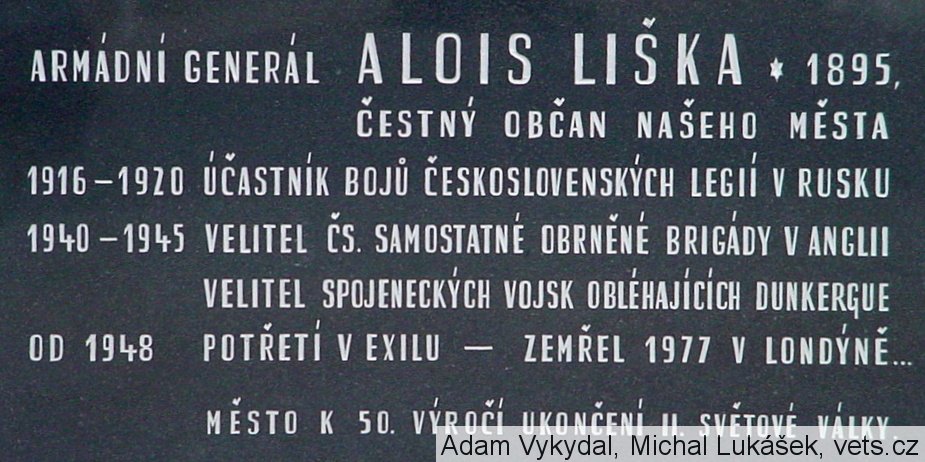 ARMÁDNÍ GENERÁL ALOIS LIŠKA * 1895,
ČESTNÝ OBČAN NAŠEHO MĚSTA
1916 – 1920 ÚČASTNÍK BOJŮ ČESKOSLOVENSKÝCH LEGIÍ V RUSKU
1940 – 1945 VELITEL ČS. SAMOSTATNÉ OBRNĚNÉ BRIGÁDY V ANGLII
VELITEL SPOJENECKÝCH VOJSK OBLÉHAJÍCÍCH DUNKERQUE
OD 1948 POTŘETÍ V EXILU — ZEMŘEL 1977 V LONDÝNĚ...
MĚSTO K 50. VÝROČÍ UKONČENÍ II. SVĚTOVÉ VÁLKY.
Adam Vykydal, Michal Lukášek, vets.cz